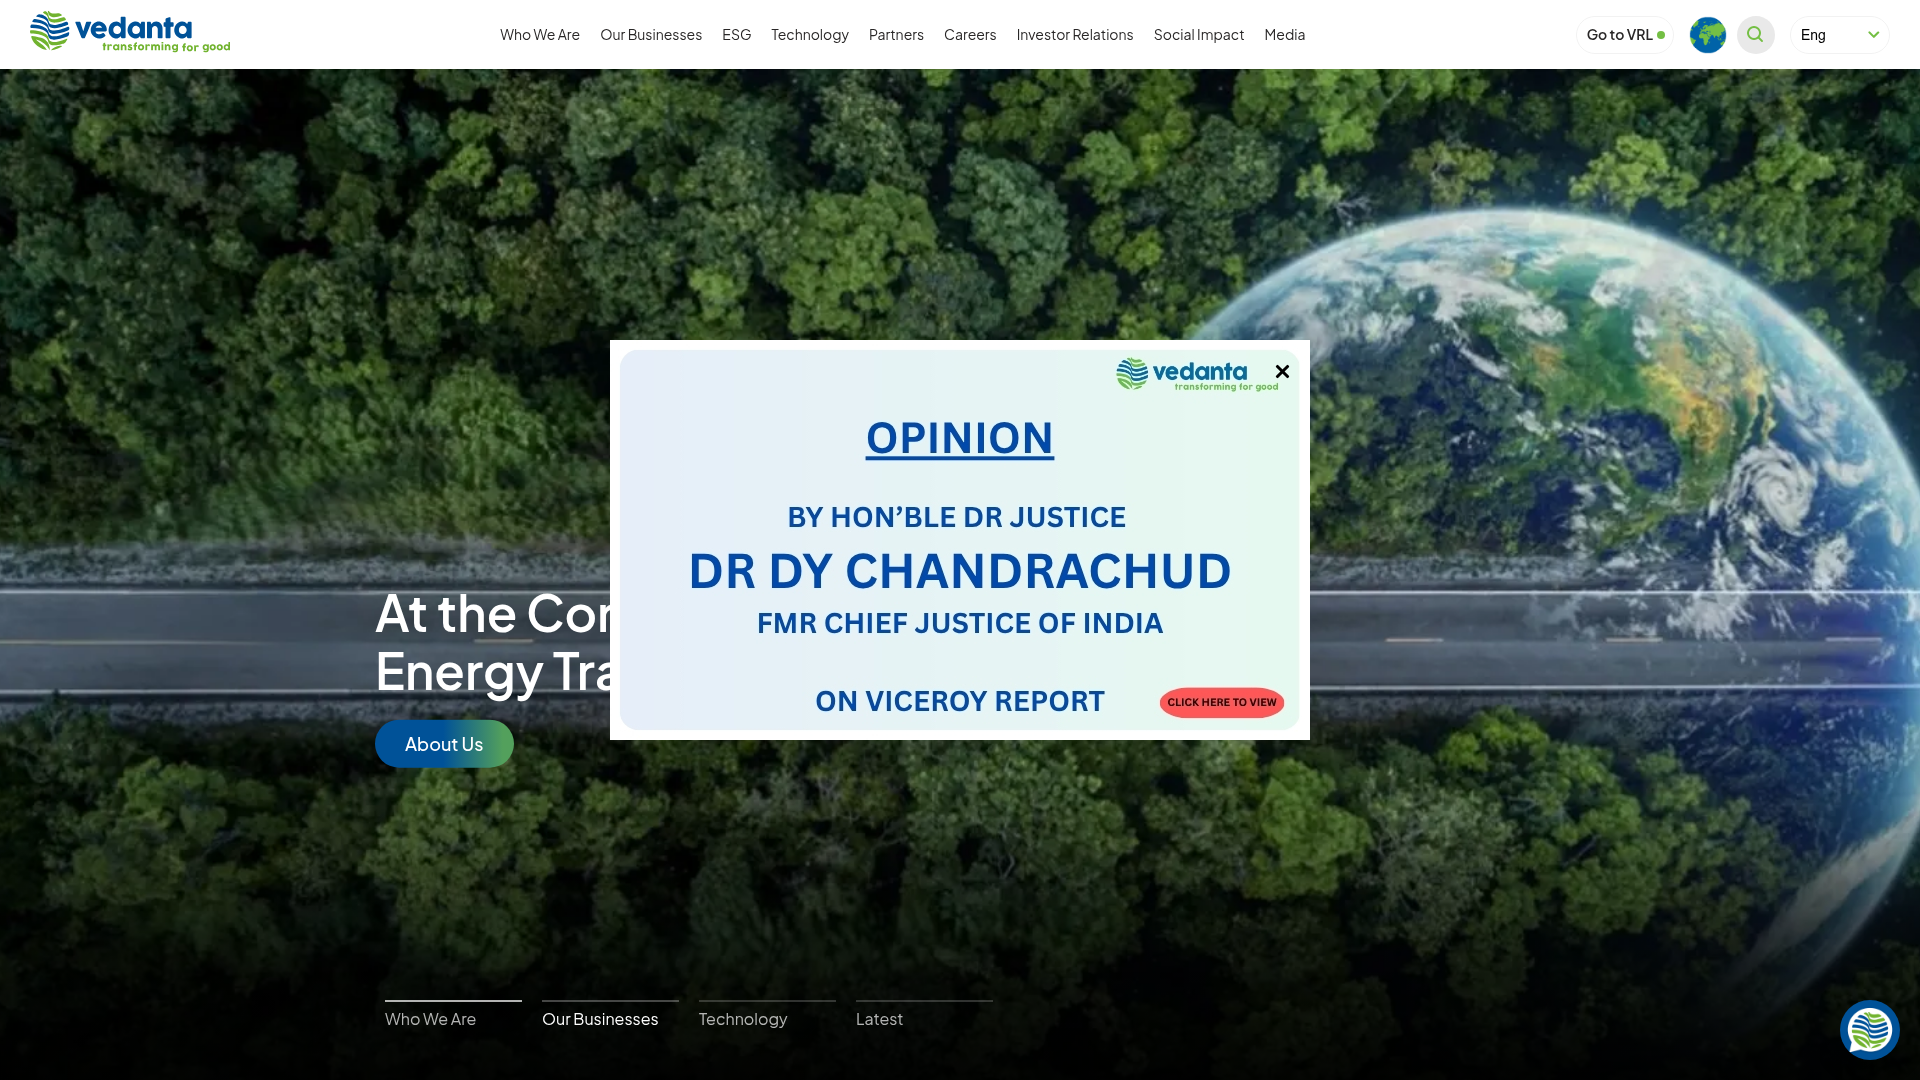 vedanta
transforming for good
Who We Are
Our Businesses
ESG
Technology
Partners
Careers
Investor Relations
Social Impact
Media
Go to VRL
Eng
vedanta
transforming for good
OPINION
BY HON’BLE DR JUSTICE
DR DY CHANDRACHUD
FMR CHIEF JUSTICE OF INDIA
ON VICEROY REPORT
CLICK HERE TO VIEW
At the Cor
Energy Tra
About Us
Who We Are
Our Businesses
Technology
Latest